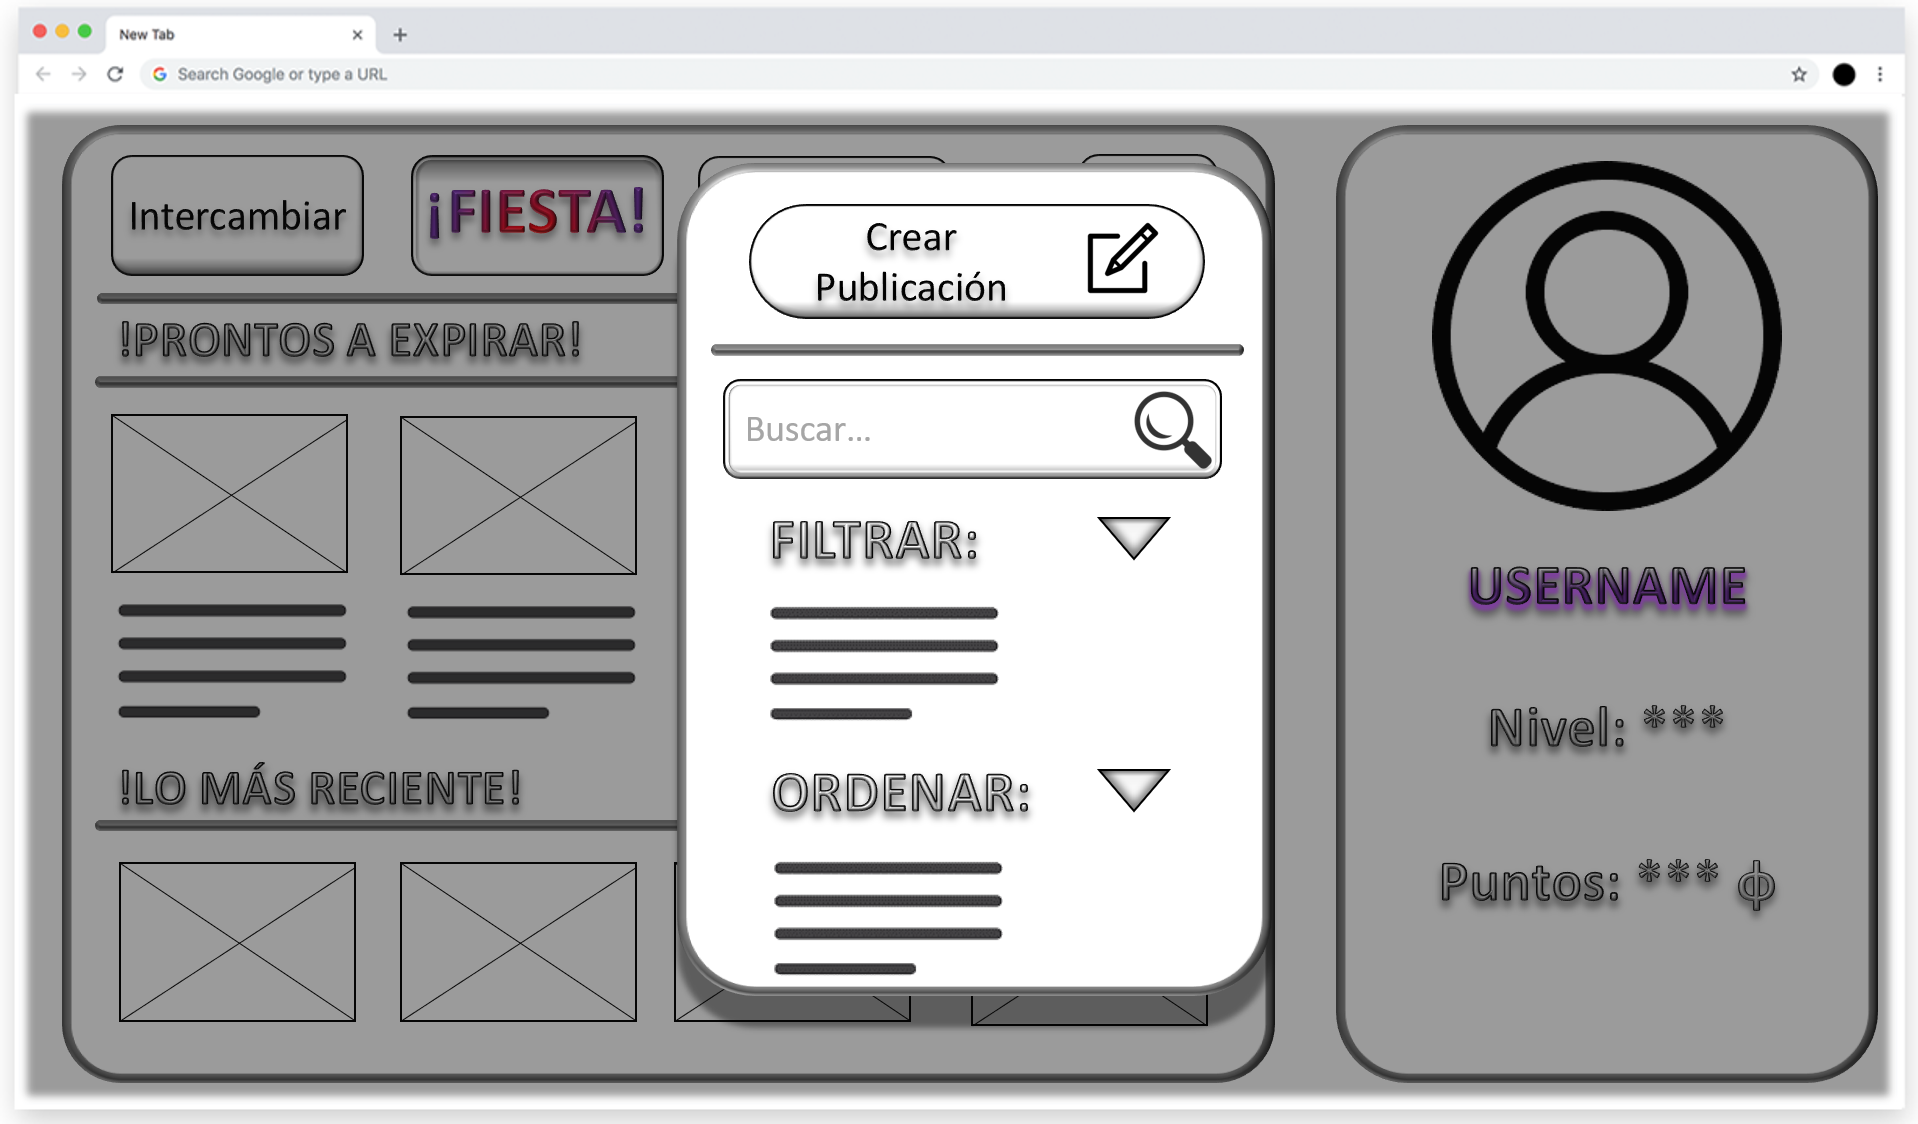 New Tab
Search Google or type a URL
Intercambiar
¡FIESTA!
!PRONTOS A EXPIRAR!
!LO MÁS RECIENTE!
Crear
Publicación
Buscar...
FILTRAR:
ORDENAR:
USERNAME
Nivel: ***
Puntos: *** ϕ